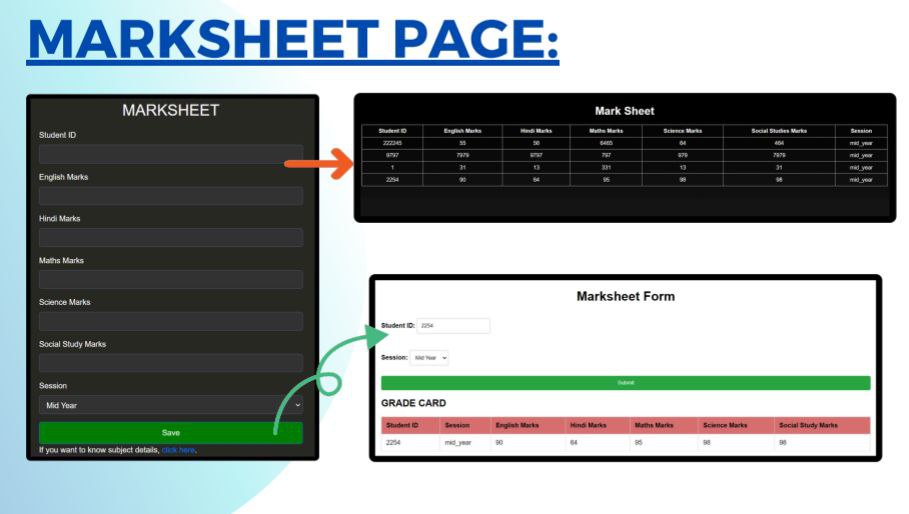 MARKSHEET PAGE:
MARKSHEET
Student ID
English Marks
Hindi Marks
Maths Marks
Science Marks
Social Study Marks
Session
Mid Year
Save
If you want to know subject details, click here.
Mark Sheet
Student ID English Marks Hindi Marks Maths Marks Science Marks Social Studies Marks Session
222245 55 56 6465 64 464 mid_year
9797 7979 9797 797 979 7979 mid_year
1 31 13 331 13 31 mid_year
2254 90 64 95 98 98 mid_year
Marksheet Form
Student ID: 2254
Session: Mid Year
Submit
GRADE CARD
Student ID Session English Marks Hindi Marks Maths Marks Science Marks Social Study Marks
2254 mid_year 90 64 95 98 98